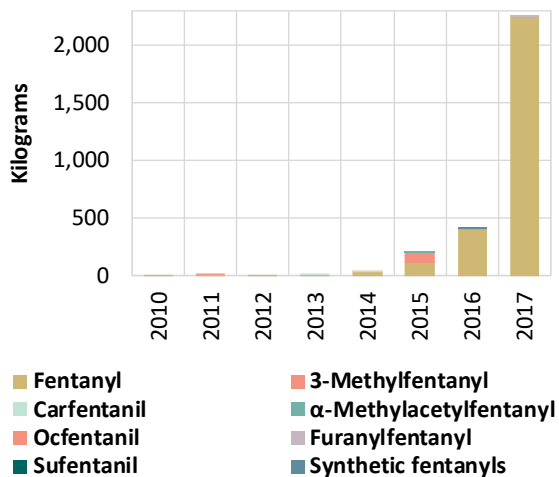 Kilograms
2,000
1,500
1,000
500
0
2010 2011 2012 2013 2014 2015 2016 2017
Fentanyl 3-Methylfentanyl
Carfentanil α-Methylacetylfentanyl
Ocfentanil Furanylfentanyl
Sufentanil Synthetic fentanyls